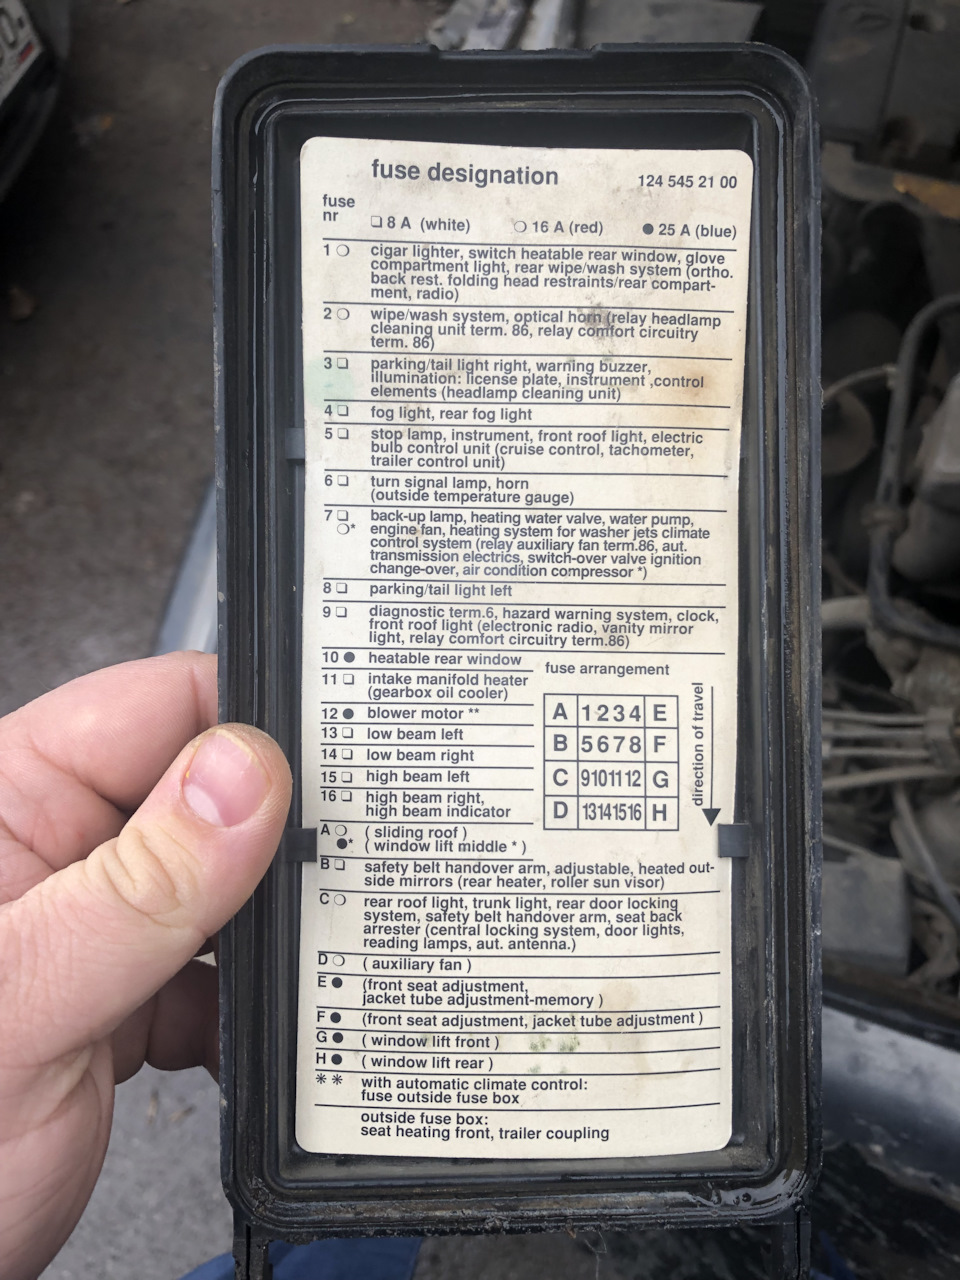 fuse designation
124 545 21 00
fuse
nr
❏ 8 A (white) ❍ 16 A (red) ● 25 A (blue)
1 ❍ cigar lighter, switch heatable rear window, glove
compartment light, rear wipe/wash system (ortho.
back rest. folding head restraints/rear compart-
ment, radio)
2 ❍ wipe/wash system, optical horn (relay headlamp
cleaning unit term. 86, relay comfort circuitry
term. 86)
3 ❏ parking/tail light right, warning buzzer,
illumination: license plate, instrument ,control
elements (headlamp cleaning unit)
4 ❏ fog light, rear fog light
5 ❏ stop lamp, instrument, front roof light, electric
bulb control unit (cruise control, tachometer,
trailer control unit)
6 ❏ turn signal lamp, horn
(outside temperature gauge)
7 ❏ back-up lamp, heating water valve, water pump,
❍* engine fan, heating system for washer jets climate
control system (relay auxiliary fan term.86, aut.
transmission electrics, switch-over valve ignition
change-over, air condition compressor *)
8 ❏ parking/tail light left
9 ❏ diagnostic term.6, hazard warning system, clock,
front roof light (electronic radio, vanity mirror
light, relay comfort circuitry term.86)
10 ● heatable rear window
11 ❏ intake manifold heater
(gearbox oil cooler)
12 ● blower motor **
13 ❏ low beam left
14 ❏ low beam right
15 ❏ high beam left
16 ❏ high beam right,
high beam indicator
fuse arrangement
A 1 2 3 4 E
B 5 6 7 8 F
C 9 10 11 12 G
D 13 14 15 16 H
direction of travel
A ❍ ( sliding roof )
●* ( window lift middle * )
B ❏ safety belt handover arm, adjustable, heated out-
side mirrors (rear heater, roller sun visor)
C ❍ rear roof light, trunk light, rear door locking
system, safety belt handover arm, seat back
arrester (central locking system, door lights,
reading lamps, aut. antenna.)
D ❍ ( auxiliary fan )
E ● (front seat adjustment,
jacket tube adjustment-memory )
F ● (front seat adjustment, jacket tube adjustment )
G ● ( window lift front )
H ● ( window lift rear )
** with automatic climate control:
fuse outside fuse box
outside fuse box:
seat heating front, trailer coupling